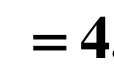 = 4.